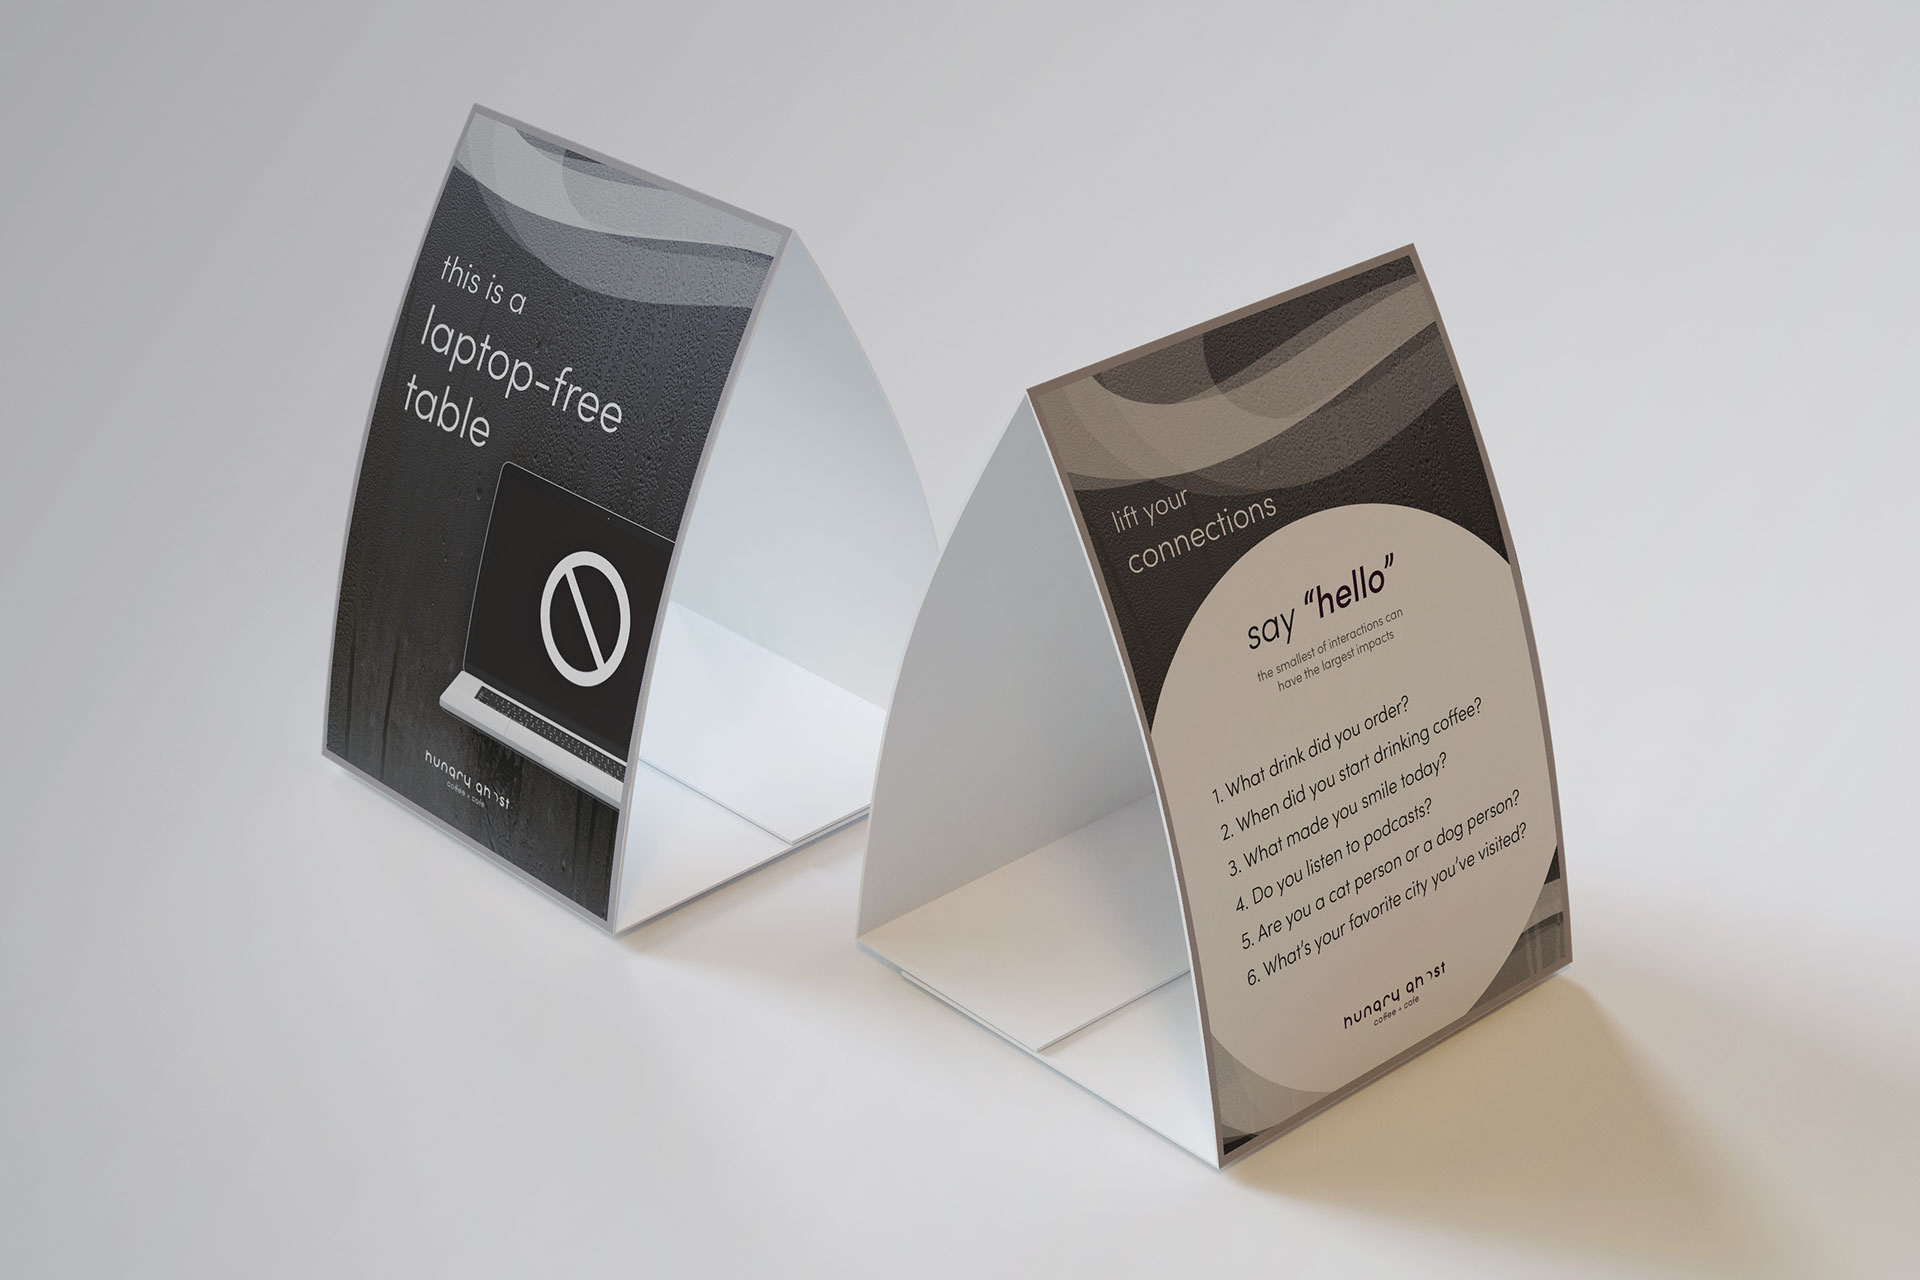 this is a
laptop-free
table
hungry ghost
coffee + cafe
lift your
connections
say “hello”
the smallest of interactions can
have the largest impacts
1. What drink did you order?
2. When did you start drinking coffee?
3. What made you smile today?
4. Do you listen to podcasts?
5. Are you a cat person or a dog person?
6. What's your favorite city you've visited?
hungry ghost
coffee + cafe